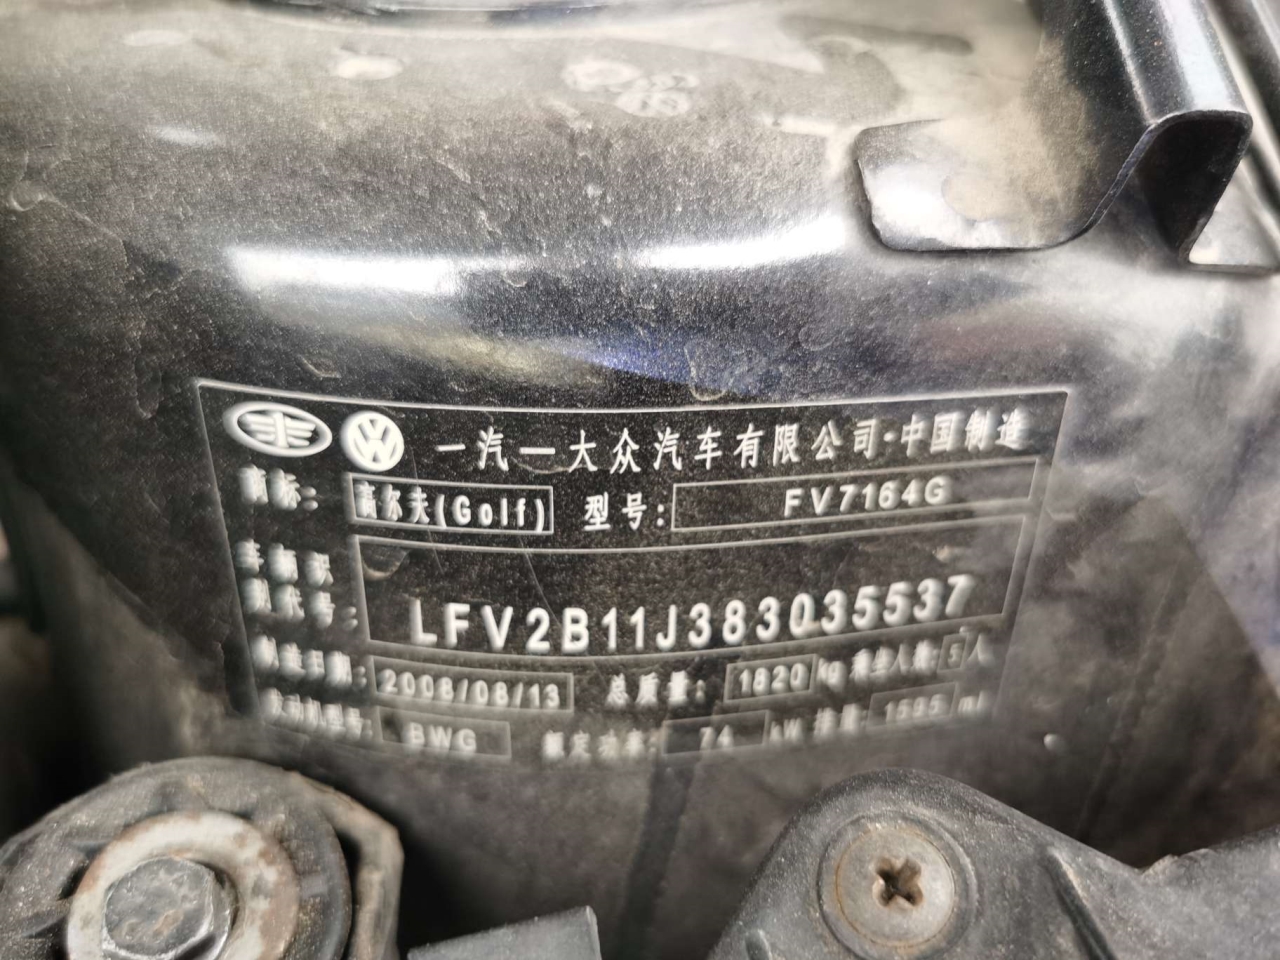 一汽一大众汽车有限公司·中国制造
商标: 高尔夫(Golf) 型号: FV7164G
车辆识
别代号: LFV2B11J383035537
制造日期: 2008/08/13 总质量: 1820 kg 乘坐人数: 5 人
发动机型号: BWG 额定功率: 74 kW 排量: 1595 ml